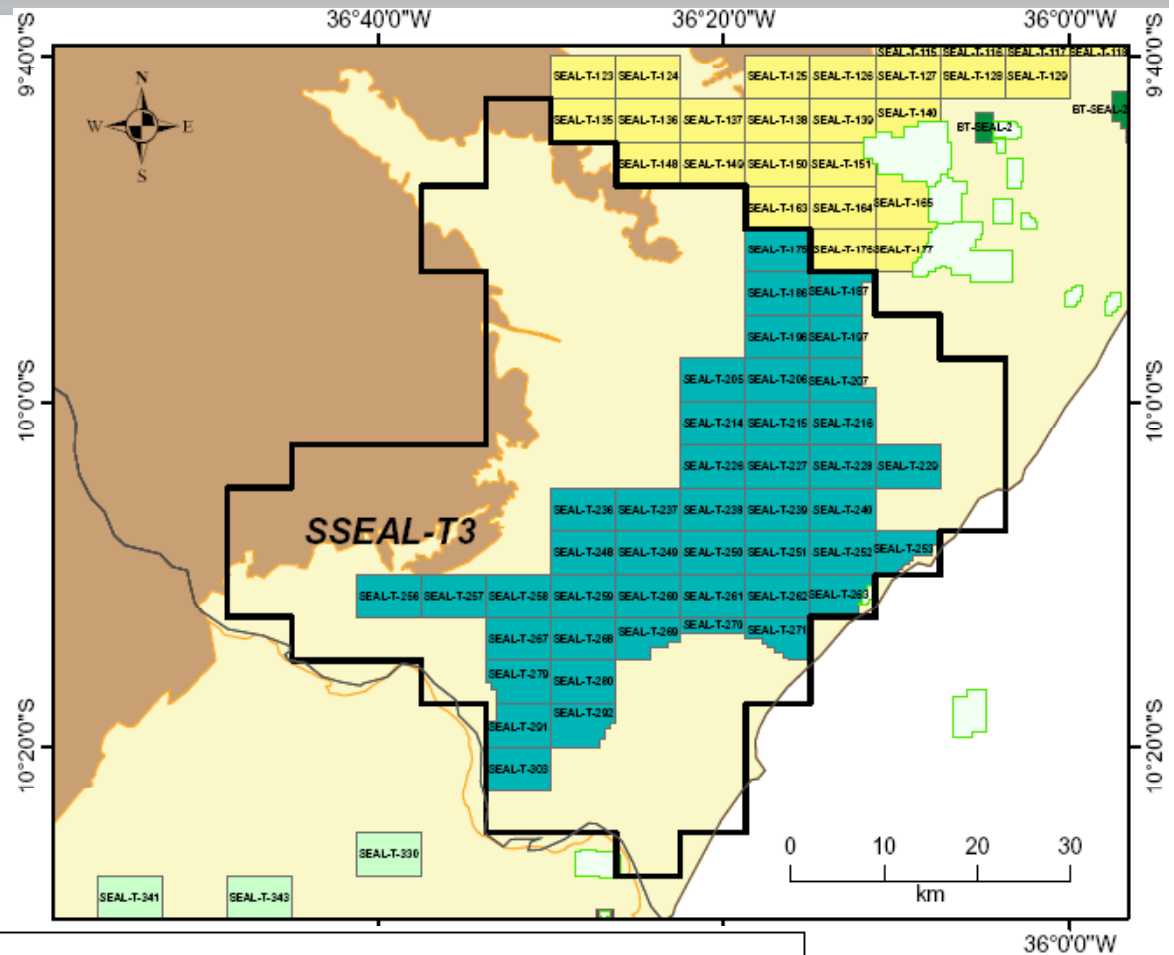 36°40'0"W 36°20'0"W 36°0'0"W
9°40'0"S 9°40'0"S
SEAL-T-115 SEAL-T-116 SEAL-T-117 SEAL-T-118
N
SEAL-T-123 SEAL-T-124 SEAL-T-125 SEAL-T-126 SEAL-T-127 SEAL-T-128 SEAL-T-129
W E
SEAL-T-135 SEAL-T-136 SEAL-T-137 SEAL-T-138 SEAL-T-139 SEAL-T-140 BT-SEAL-2 BT-SEAL-2
S
SEAL-T-148 SEAL-T-149 SEAL-T-150 SEAL-T-151
SEAL-T-163 SEAL-T-164 SEAL-T-165
SEAL-T-175 SEAL-T-176 SEAL-T-177
SEAL-T-186 SEAL-T-187
SEAL-T-196 SEAL-T-197
SEAL-T-205 SEAL-T-206 SEAL-T-207
10°0'0"S 10°0'0"S
SEAL-T-214 SEAL-T-215 SEAL-T-216
SEAL-T-226 SEAL-T-227 SEAL-T-228 SEAL-T-229
SEAL-T-236 SEAL-T-237 SEAL-T-238 SEAL-T-239 SEAL-T-240
SSEAL-T3
SEAL-T-248 SEAL-T-249 SEAL-T-250 SEAL-T-251 SEAL-T-252 SEAL-T-253
SEAL-T-256 SEAL-T-257 SEAL-T-258 SEAL-T-259 SEAL-T-260 SEAL-T-261 SEAL-T-262 SEAL-T-263
SEAL-T-267 SEAL-T-268 SEAL-T-269 SEAL-T-270 SEAL-T-271
SEAL-T-279 SEAL-T-280
SEAL-T-291 SEAL-T-292
10°20'0"S 10°20'0"S
SEAL-T-303
SEAL-T-330
0 10 20 30
km
SEAL-T-341 SEAL-T-343
36°0'0"W